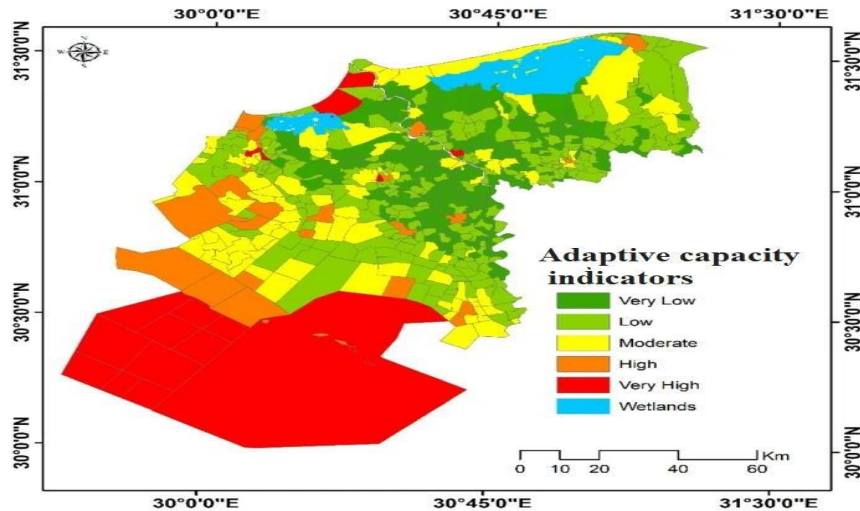 30°0'0"E 30°45'0"E 31°30'0"E
31°30'0"N 31°30'0"N
N
W E
S
31°0'0"N 31°0'0"N
Adaptive capacity
indicators
Very Low
Low
Moderate
High
Very High
Wetlands
30°30'0"N 30°30'0"N
30°0'0"N 30°0'0"N
Km
0 10 20 40 60
30°0'0"E 30°45'0"E 31°30'0"E